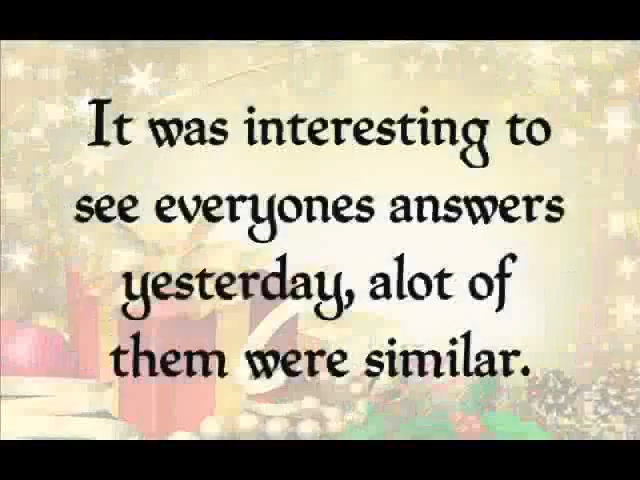 It was interesting to
see everyones answers
yesterday, alot of
them were similar.